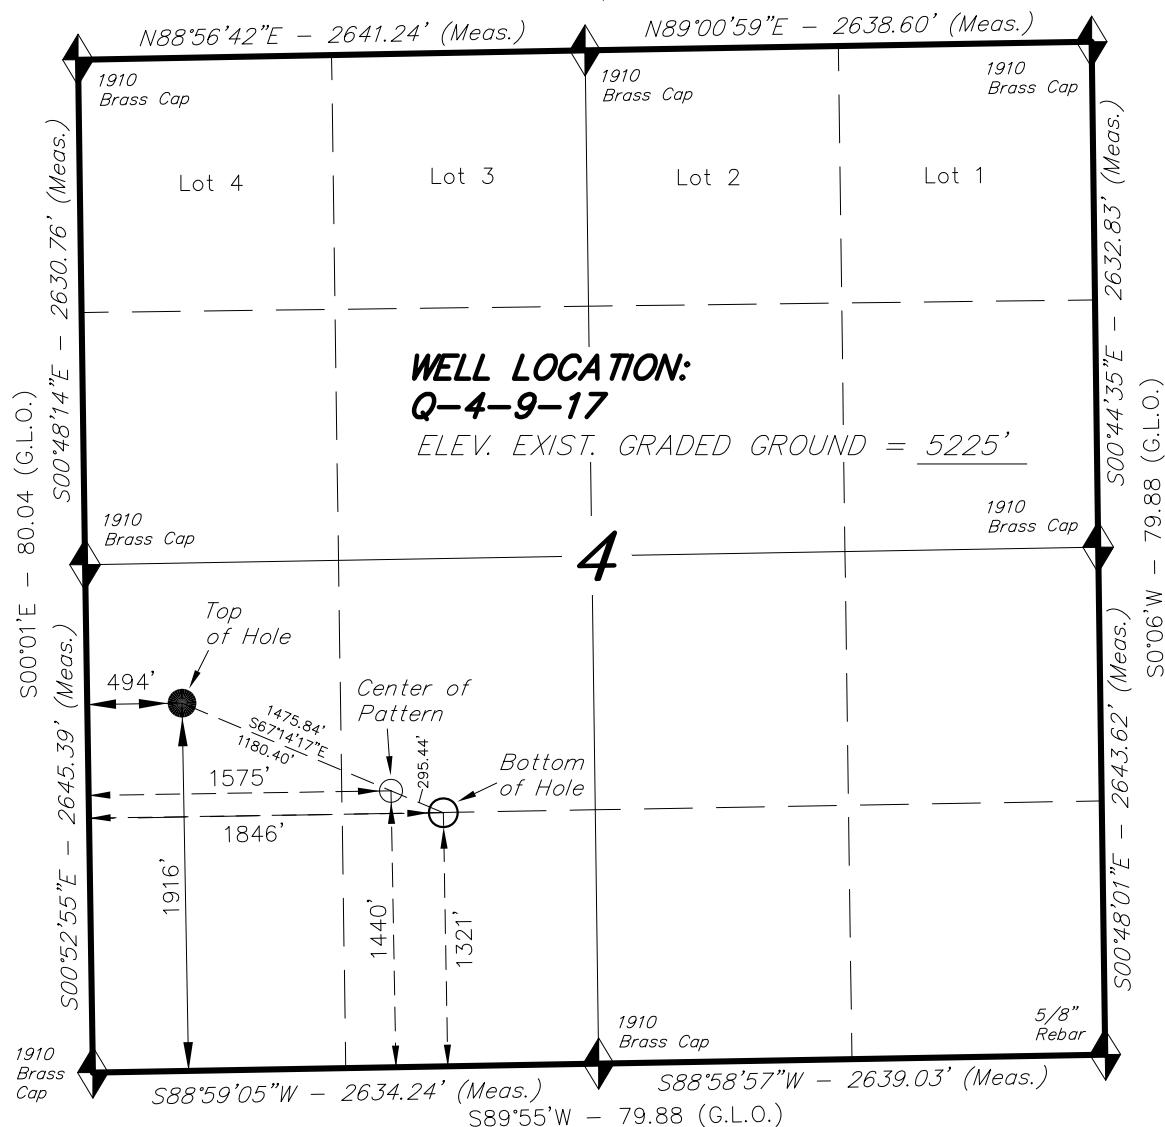 N88°56'42"E - 2641.24' (Meas.)
N89°00'59"E - 2638.60' (Meas.)
1910
Brass Cap
1910
Brass Cap
1910
Brass Cap
Lot 4
Lot 3
Lot 2
Lot 1
S00°48'14"E - 2630.76' (Meas.)
S00°44'35"E - 2632.83' (Meas.)
WELL LOCATION:
Q-4-9-17
ELEV. EXIST. GRADED GROUND = 5225'
S00°01'E - 80.04 (G.L.O.)
S0°06'W - 79.88 (G.L.O.)
1910
Brass Cap
1910
Brass Cap
4
Top
of Hole
494'
Center of
Pattern
1475.84'
S67°14'17"E
1180.40'
295.44'
Bottom
of Hole
1575'
1846'
1916'
1440'
1321'
S00°52'55"E - 2645.39' (Meas.)
S00°48'01"E - 2643.62' (Meas.)
1910
Brass
Cap
1910
Brass Cap
5/8"
Rebar
S88°59'05"W - 2634.24' (Meas.)
S88°58'57"W - 2639.03' (Meas.)
S89°55'W - 79.88 (G.L.O.)